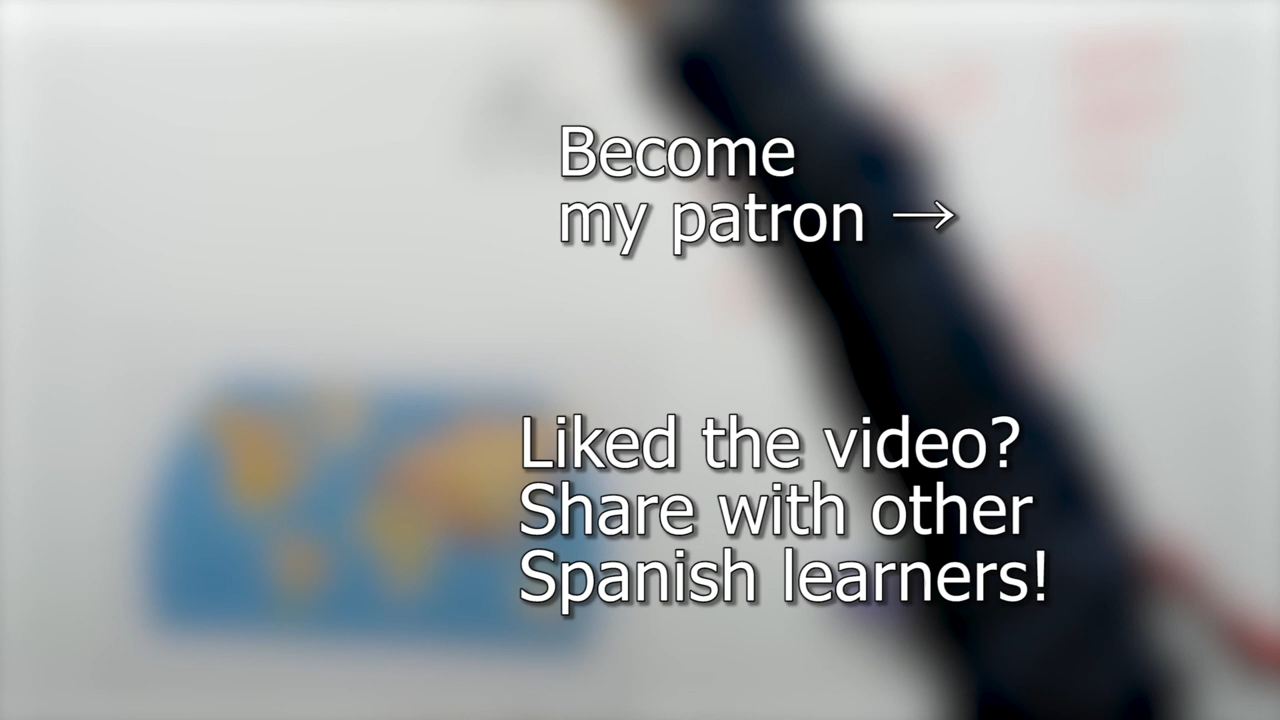 Become
my patron →
Liked the video?
Share with other
Spanish learners!